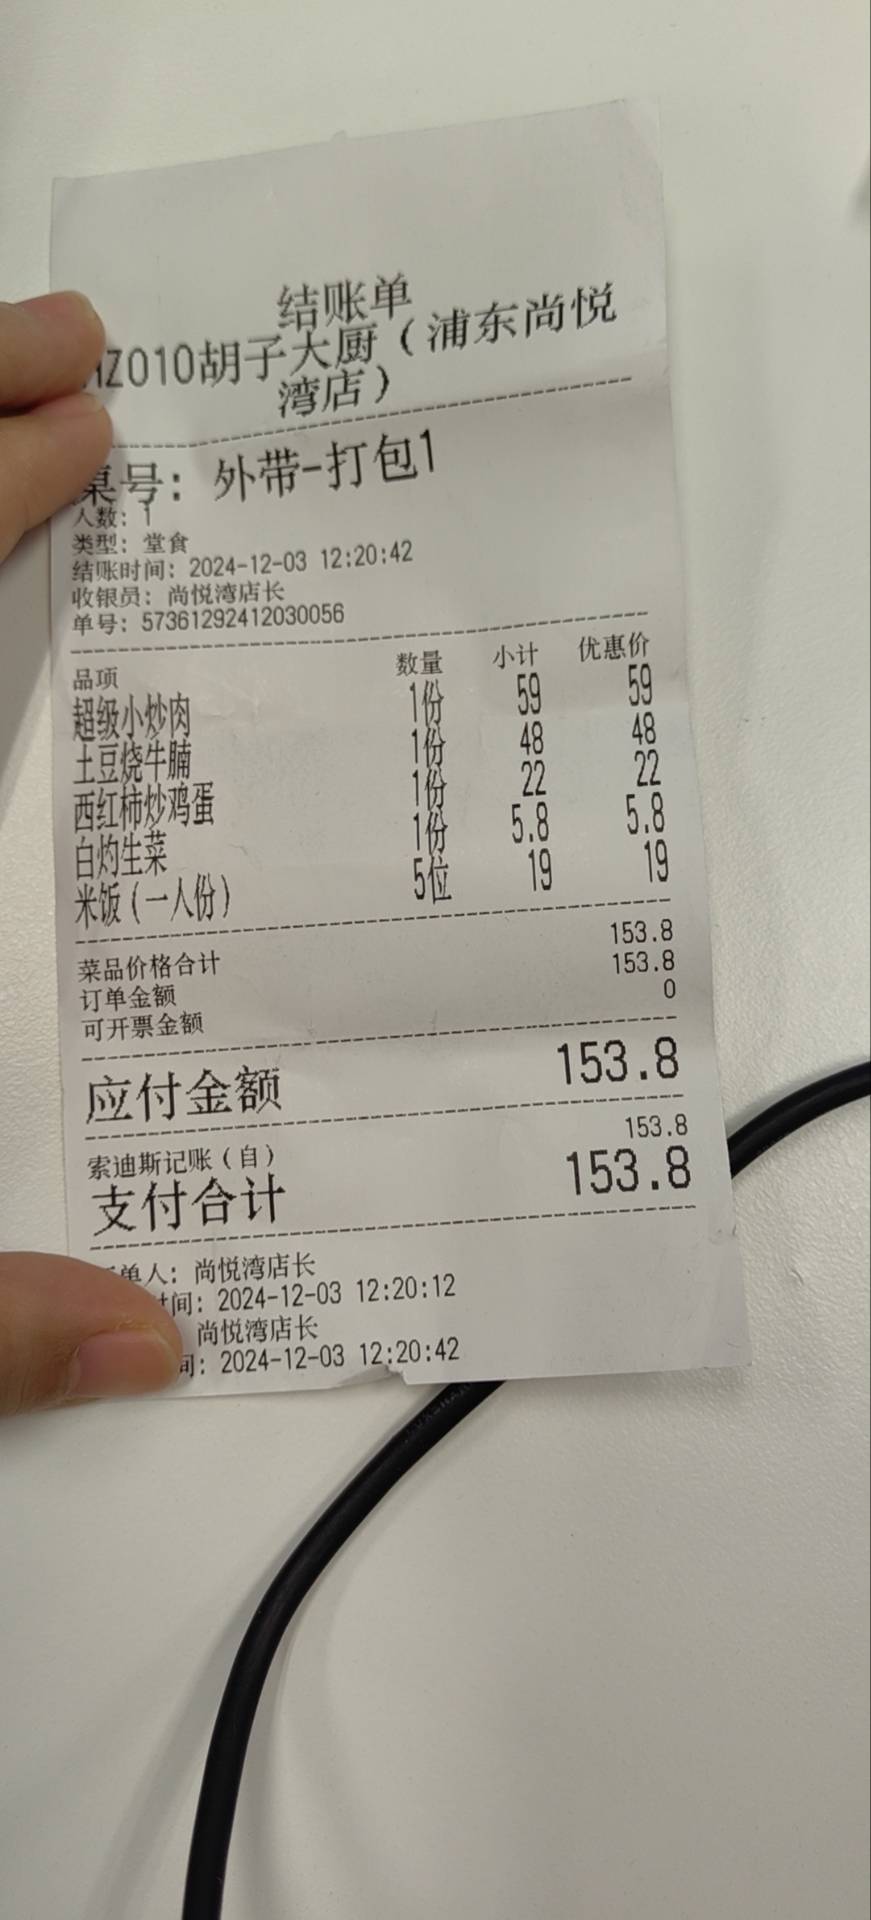 结账单
Z010胡子大厨（浦东尚悦
湾店）
桌号：外带-打包1
人数：1
类型：堂食
结账时间：2024-12-03 12:20:42
收银员：尚悦湾店长
单号：57361292412030056
品项 数量 小计 优惠价
超级小炒肉 1份 59 59
土豆烧牛腩 1份 48 48
西红柿炒鸡蛋 1份 22 22
白灼生菜 1份 5.8 5.8
米饭（一人份） 5位 19 19
菜品价格合计 153.8
订单金额 153.8
可开票金额 0
应付金额 153.8
索迪斯记账（自） 153.8
支付合计 153.8
单人：尚悦湾店长
时间：2024-12-03 12:20:12
尚悦湾店长
间：2024-12-03 12:20:42